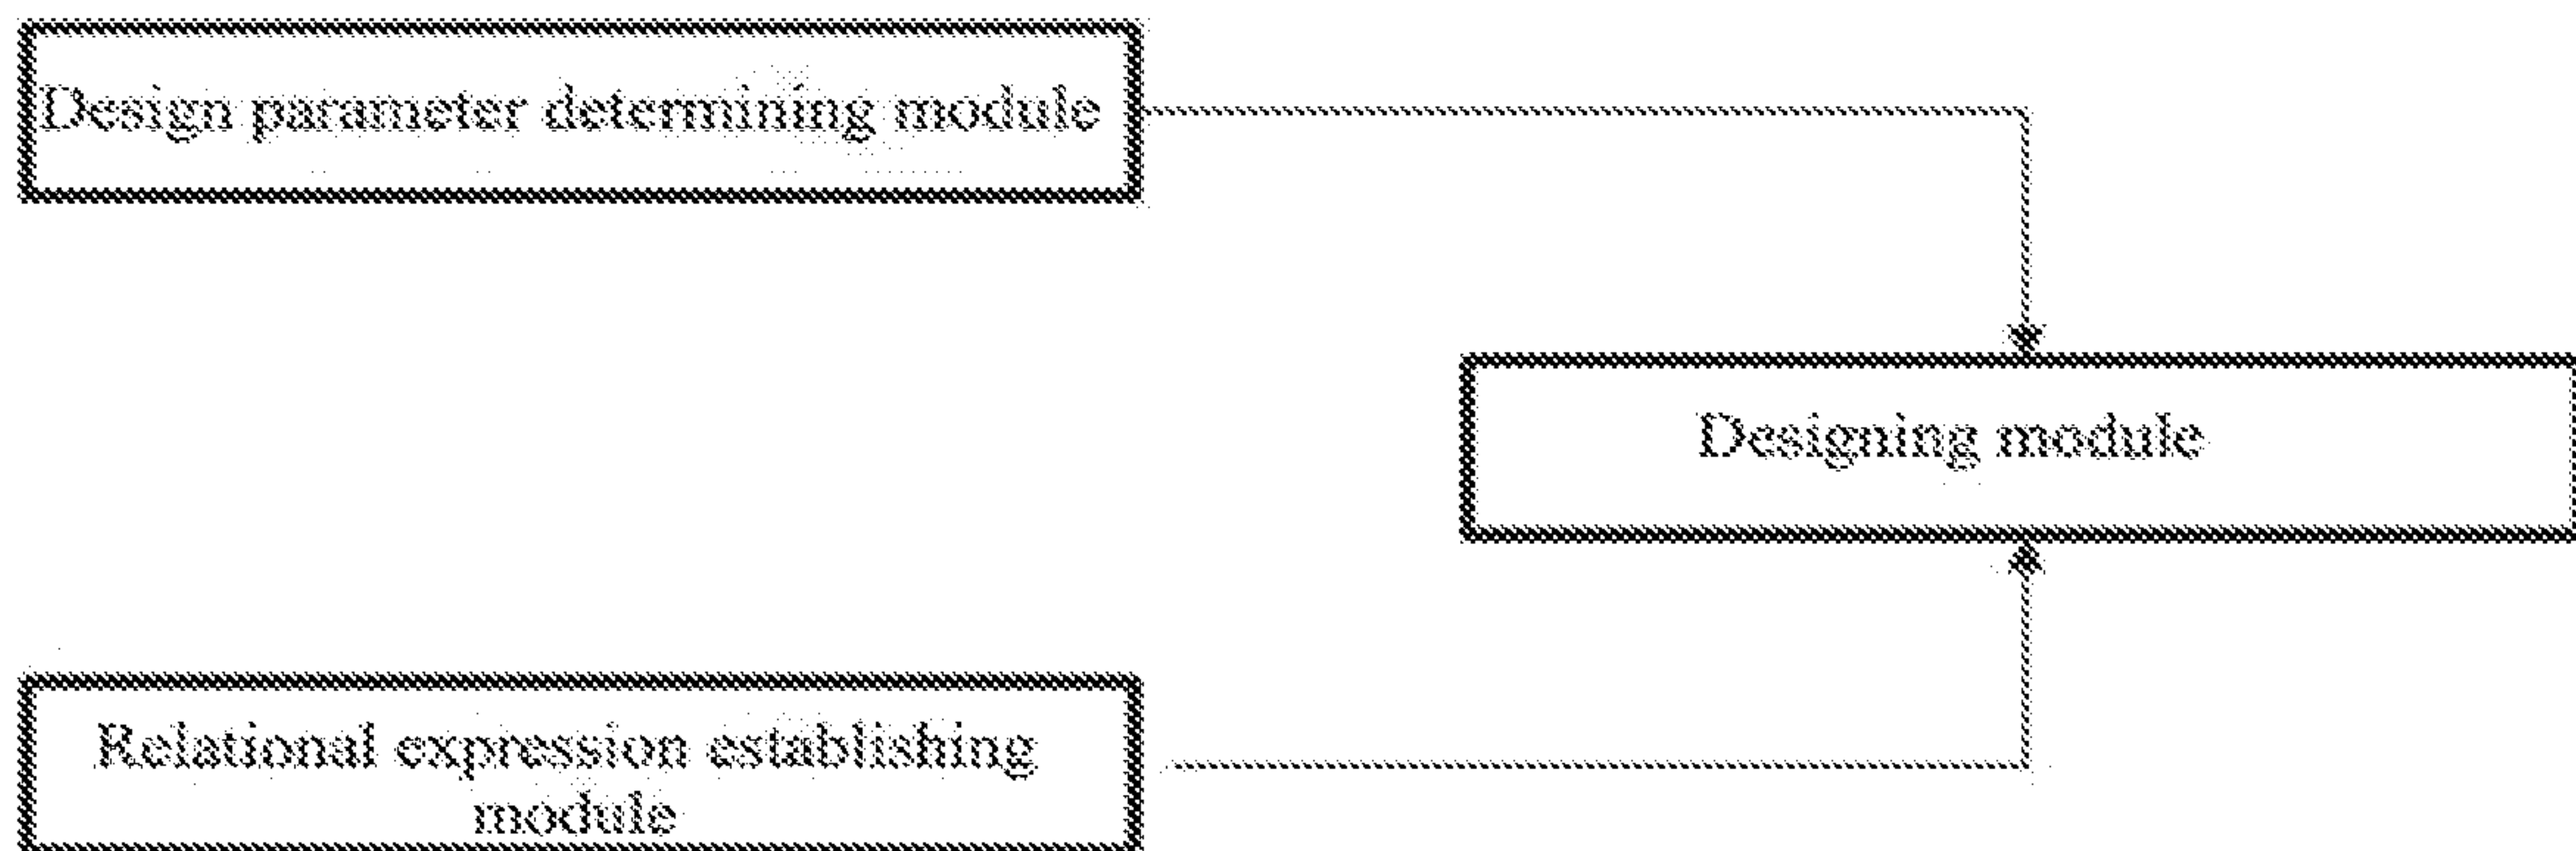 Design parameter determining module
Designing module
Relational expression establishing
module